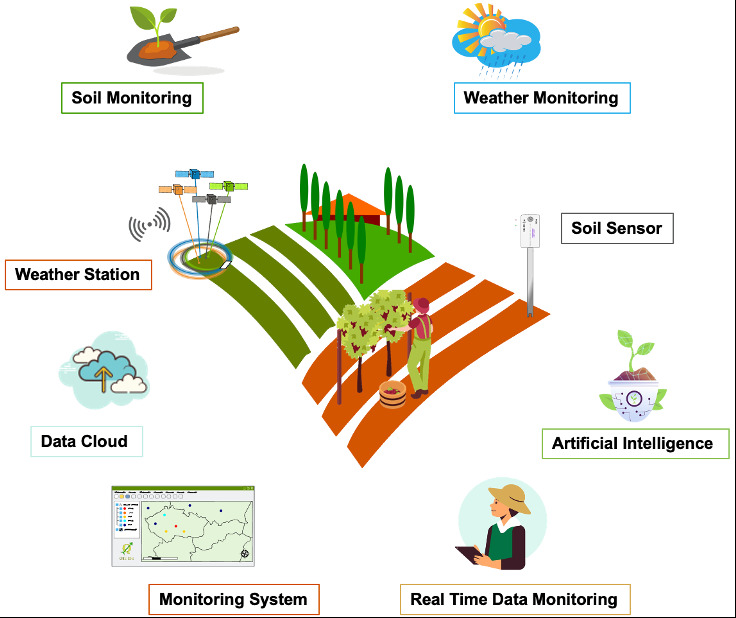 Soil Monitoring
Weather Monitoring
Soil Sensor
Weather Station
Data Cloud
Artificial Intelligence
Monitoring System
Real Time Data Monitoring